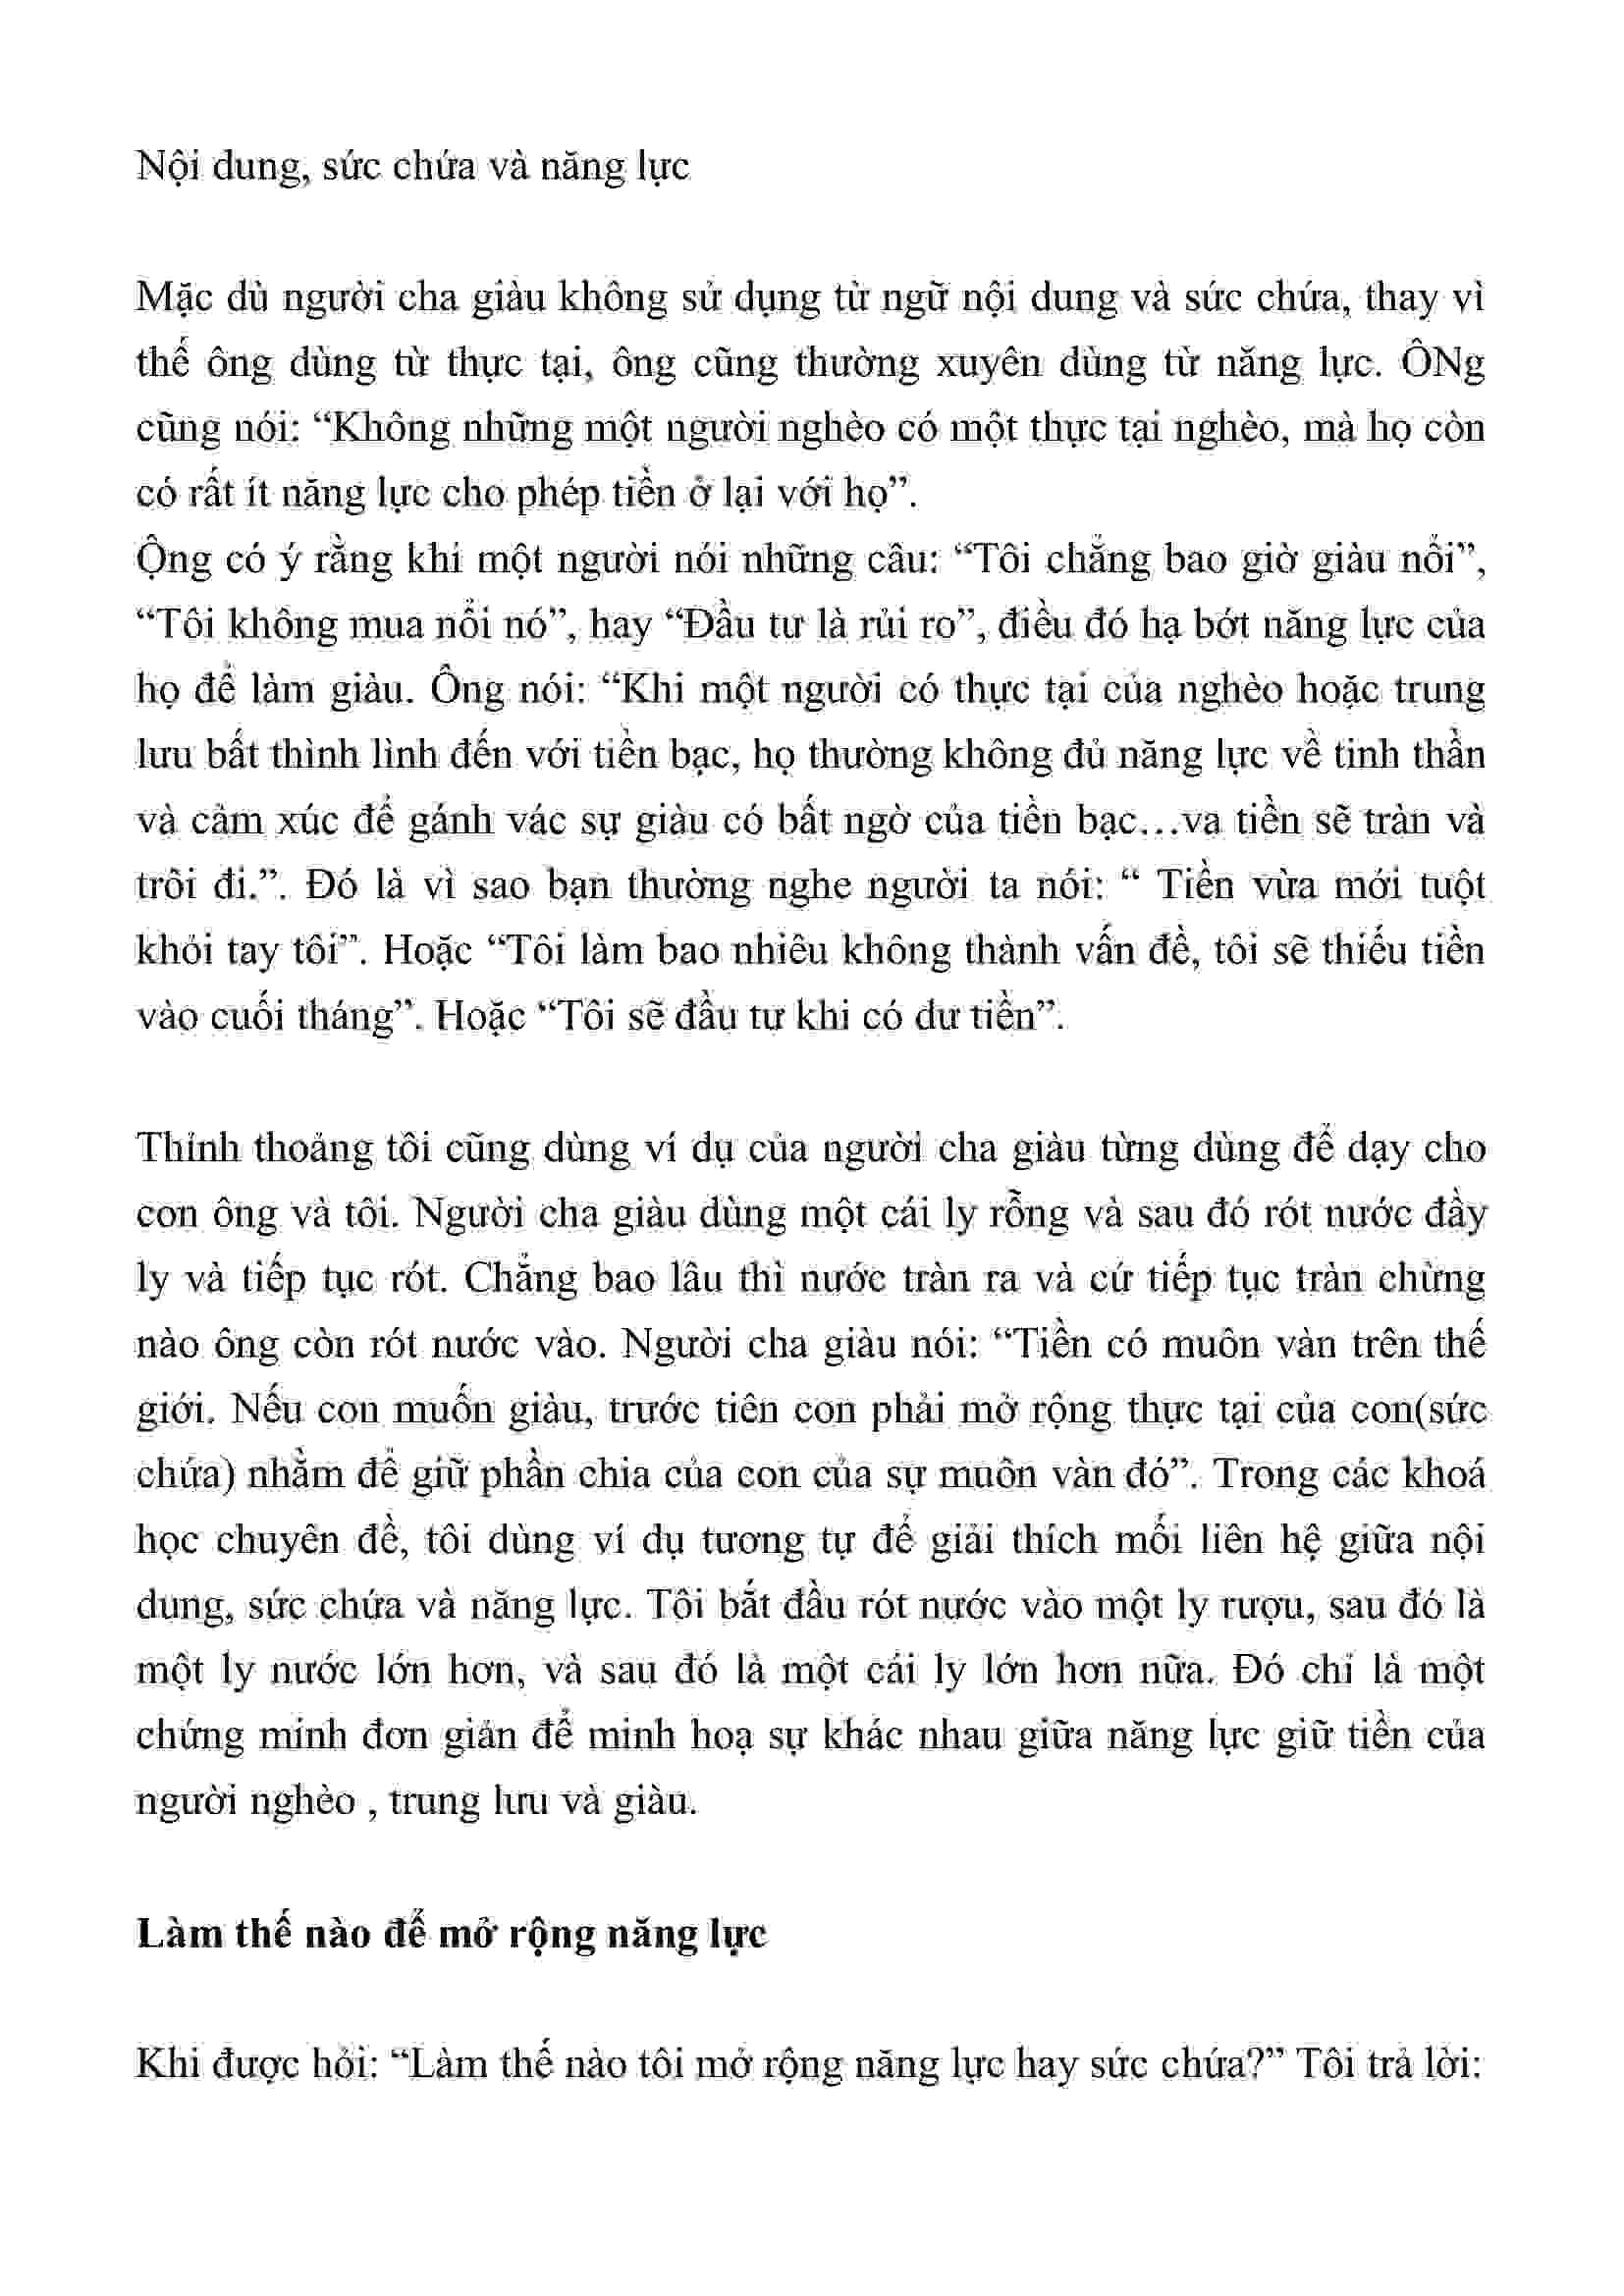 Nội dung, sức chứa và năng lực
Mặc dù người cha giàu không sử dụng từ ngữ nội dung và sức chứa, thay vì
thế ông dùng từ thực tại, ông cũng thường xuyên dùng từ năng lực. ÔNg
cũng nói: “Không những một người nghèo có một thực tại nghèo, mà họ còn
có rất ít năng lực cho phép tiền ở lại với họ”.
Ộng có ý rằng khi một người nói những câu: “Tôi chẳng bao giờ giàu nổi”,
“Tôi không mua nổi nó”, hay “Đầu tư là rủi ro”, điều đó hạ bớt năng lực của
họ để làm giàu. Ông nói: “Khi một người có thực tại của nghèo hoặc trung
lưu bất thình lình đến với tiền bạc, họ thường không đủ năng lực về tinh thần
và cảm xúc để gánh vác sự giàu có bất ngờ của tiền bạc…va tiền sẽ tràn và
trôi đi.”. Đó là vì sao bạn thường nghe người ta nói: “ Tiền vừa mới tuột
khỏi tay tôi”. Hoặc “Tôi làm bao nhiêu không thành vấn đề, tôi sẽ thiếu tiền
vào cuối tháng”. Hoặc “Tôi sẽ đầu tư khi có dư tiền”.
Thỉnh thoảng tôi cũng dùng ví dụ của người cha giàu từng dùng để dạy cho
con ông và tôi. Người cha giàu dùng một cái ly rỗng và sau đó rót nước đầy
ly và tiếp tục rót. Chẳng bao lâu thì nước tràn ra và cứ tiếp tục tràn chừng
nào ông còn rót nước vào. Người cha giàu nói: “Tiền có muôn vàn trên thế
giới. Nếu con muốn giàu, trước tiên con phải mở rộng thực tại của con(sức
chứa) nhằm để giữ phần chia của con của sự muôn vàn đó”. Trong các khoá
học chuyên đề, tôi dùng ví dụ tương tự để giải thích mối liên hệ giữa nội
dung, sức chứa và năng lực. Tôi bắt đầu rót nước vào một ly rượu, sau đó là
một ly nước lớn hơn, và sau đó là một cái ly lớn hơn nữa. Đó chỉ là một
chứng minh đơn giản để minh hoạ sự khác nhau giữa năng lực giữ tiền của
người nghèo , trung lưu và giàu.
Làm thế nào để mở rộng năng lực
Khi được hỏi: “Làm thế nào tôi mở rộng năng lực hay sức chứa?” Tôi trả lời: